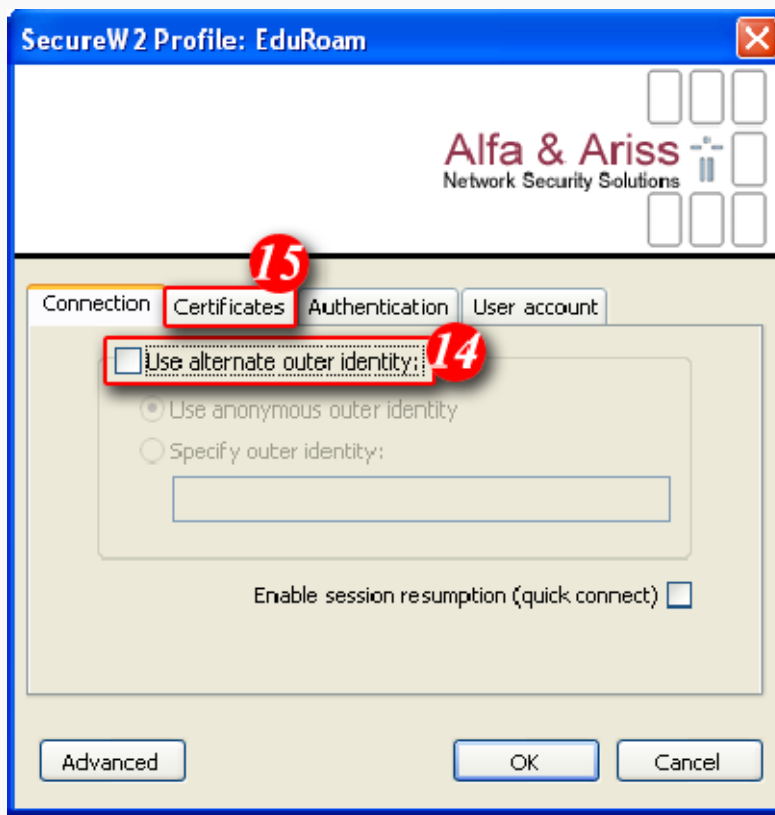 SecureW2 Profile: EduRoam
Alfa & Ariss
Network Security Solutions
15
Connection Certificates Authentication User account
Use alternate outer identity: 14
Use anonymous outer identity
Specify outer identity:
Enable session resumption (quick connect)
Advanced OK Cancel